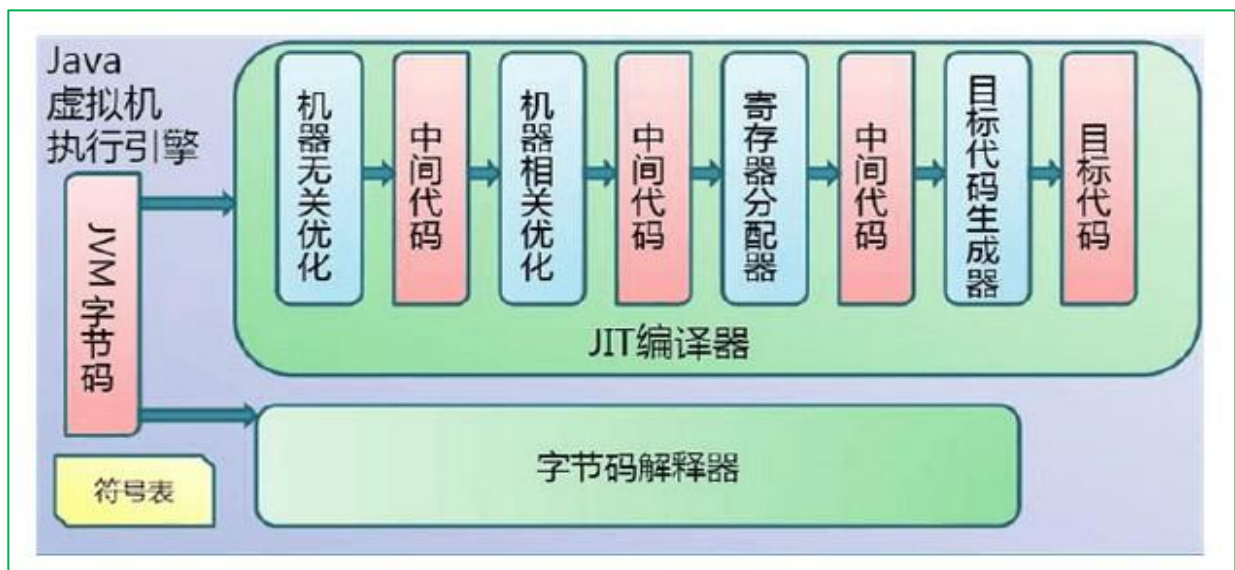 Java
虚拟机
执行引擎
JVM字节码
机器无关优化
中间代码
机器相关优化
中间代码
寄存器分配器
中间代码
目标代码生成器
目标代码
JIT编译器
字节码解释器
符号表